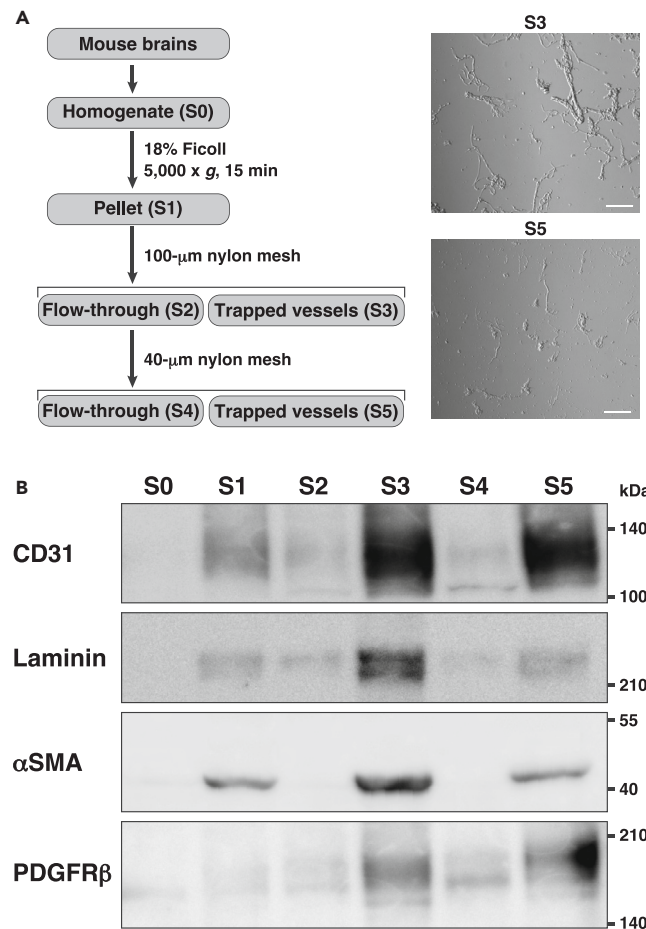 A
Mouse brains
Homogenate (S0)
18% Ficoll
5,000 x g, 15 min
Pellet (S1)
100-μm nylon mesh
Flow-through (S2) Trapped vessels (S3)
40-μm nylon mesh
Flow-through (S4) Trapped vessels (S5)
S3
S5
B
S0 S1 S2 S3 S4 S5 kDa
CD31
140
100
Laminin
210
αSMA
55
40
PDGFRβ
210
140